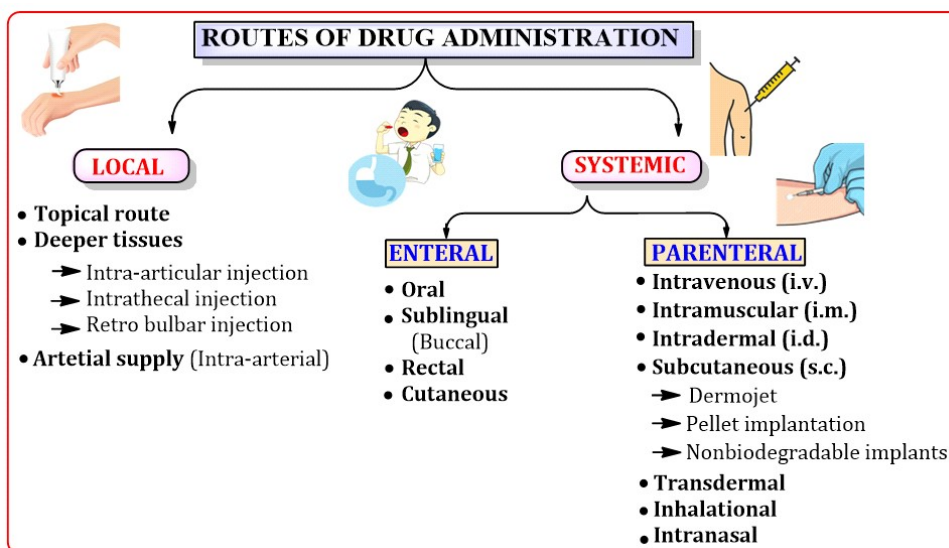 ROUTES OF DRUG ADMINISTRATION
LOCAL
• Topical route
• Deeper tissues
→ Intra-articular injection
→ Intrathecal injection
→ Retro bulbar injection
• Artetial supply (Intra-arterial)
SYSTEMIC
ENTERAL
• Oral
• Sublingual
(Buccal)
• Rectal
• Cutaneous
PARENTERAL
• Intravenous (i.v.)
• Intramuscular (i.m.)
• Intradermal (i.d.)
• Subcutaneous (s.c.)
→ Dermojet
→ Pellet implantation
→ Nonbiodegradable implants
• Transdermal
• Inhalational
• Intranasal